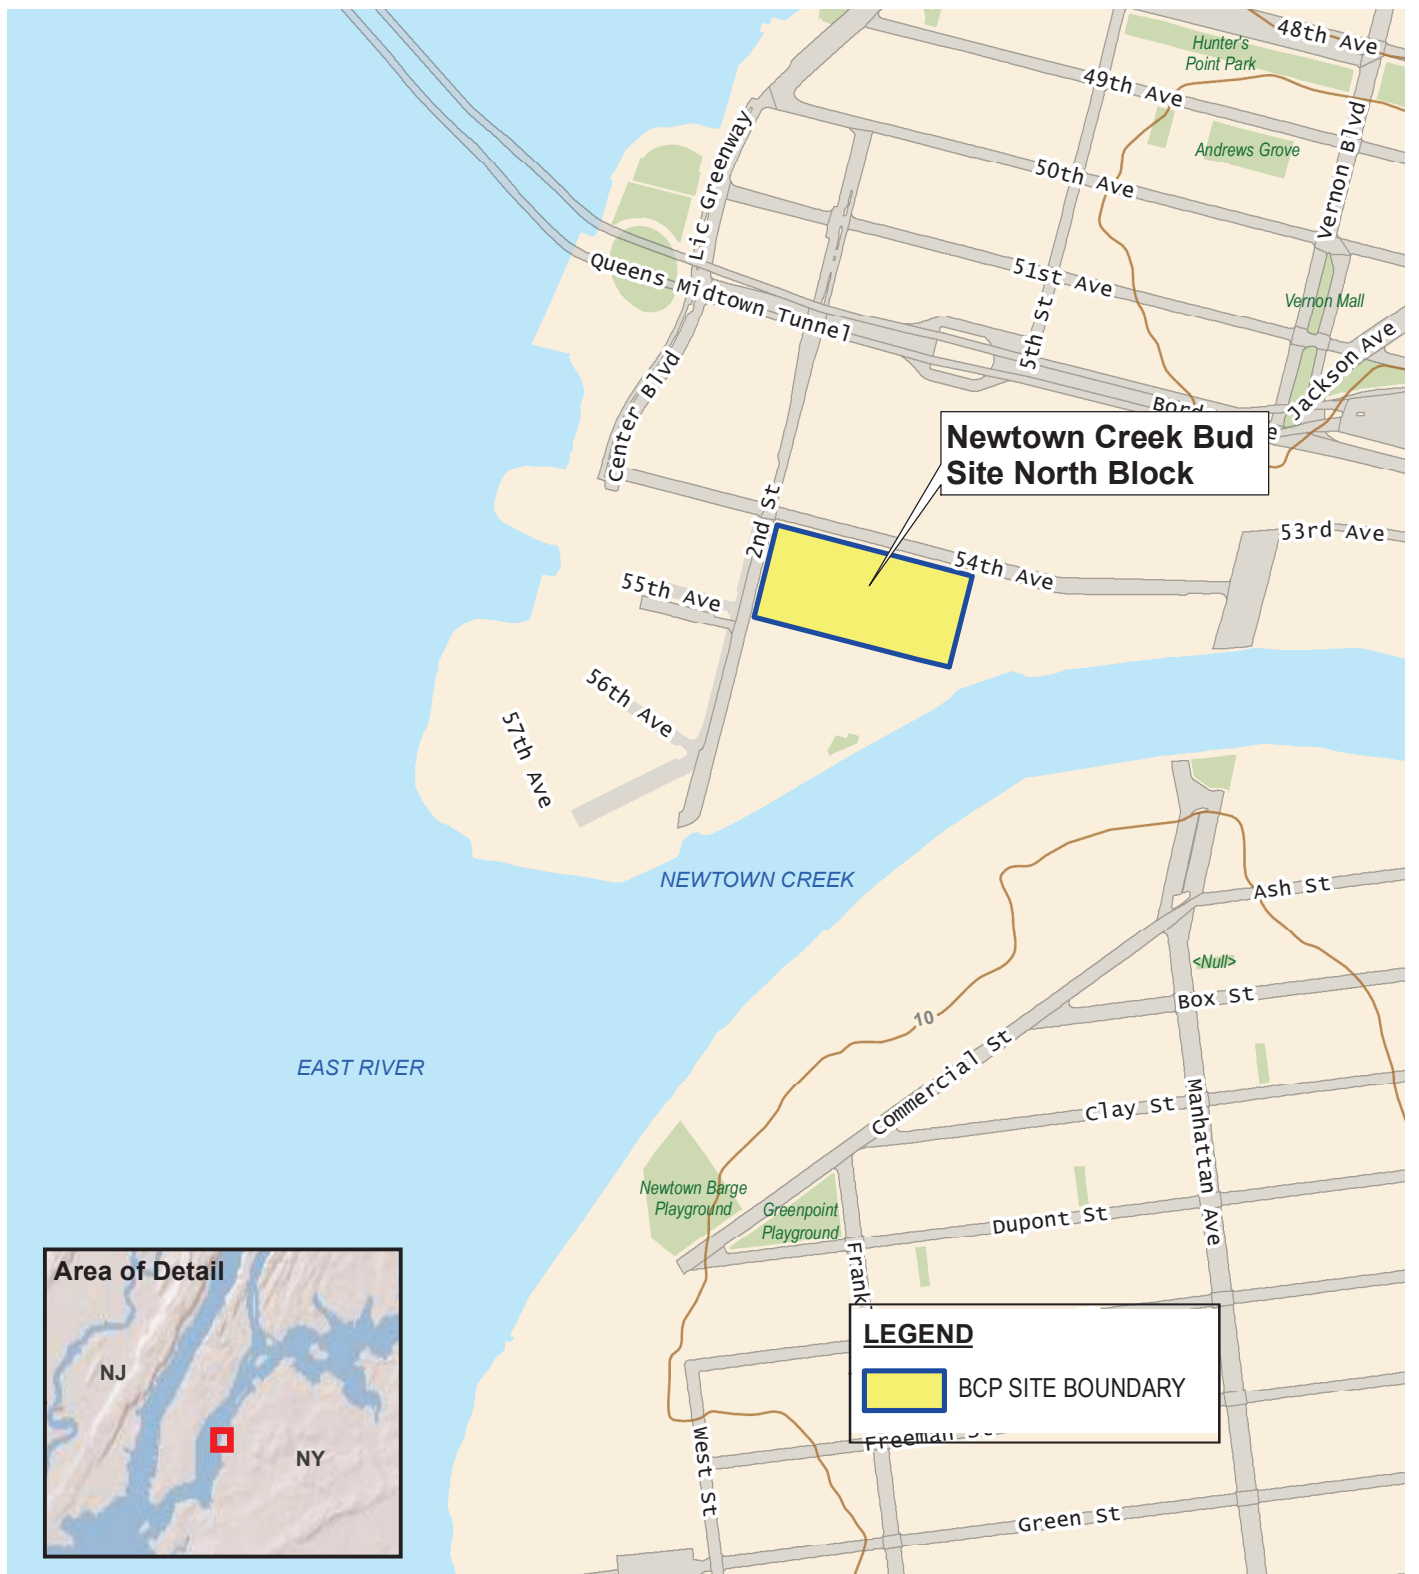 48th Ave
Hunter's
Point Park
49th Ave
Vernon Blvd
Andrews Grove
50th Ave
Lic Greenway
51st Ave
Queens Midtown Tunnel
Vernon Mall
5th St
Jackson Ave
Center Blvd
Bord
e
Newtown Creek Bud
Site North Block
2nd St
53rd Ave
54th Ave
55th Ave
56th Ave
57th Ave
NEWTOWN CREEK
Ash St
<Null>
Box St
10
Commercial St
EAST RIVER
Clay St
Manhattan Ave
Newtown Barge
Playground
Greenpoint
Playground
Dupont St
Frank
Area of Detail
NJ
NY
LEGEND
BCP SITE BOUNDARY
Freeman St
West St
Green St